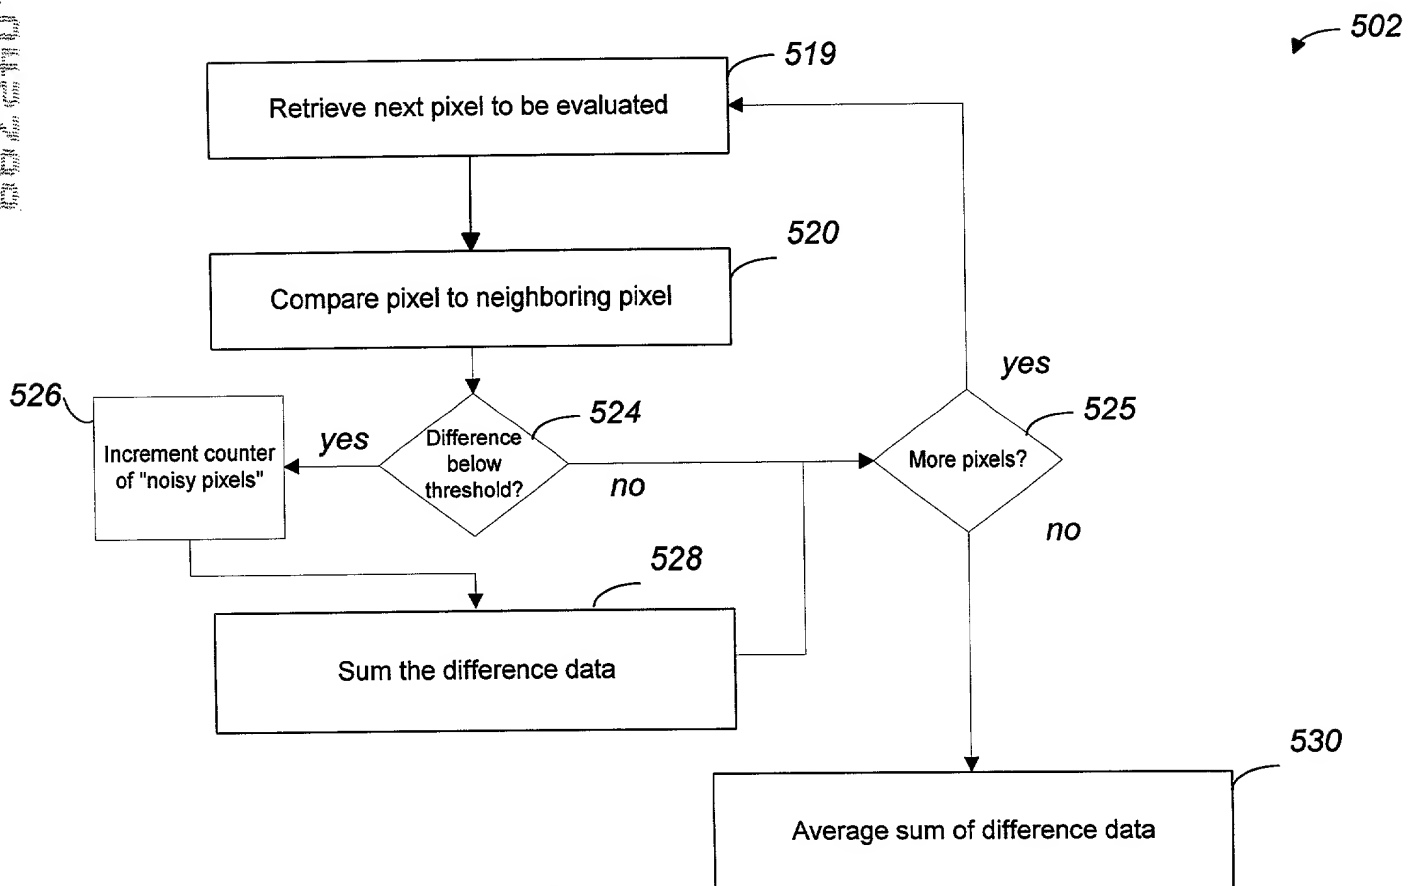 502
519
Retrieve next pixel to be evaluated
520
Compare pixel to neighboring pixel
yes
526
524
525
Increment counter
of "noisy pixels"
yes
Difference
below
threshold?
no
More pixels?
no
528
Sum the difference data
530
Average sum of difference data